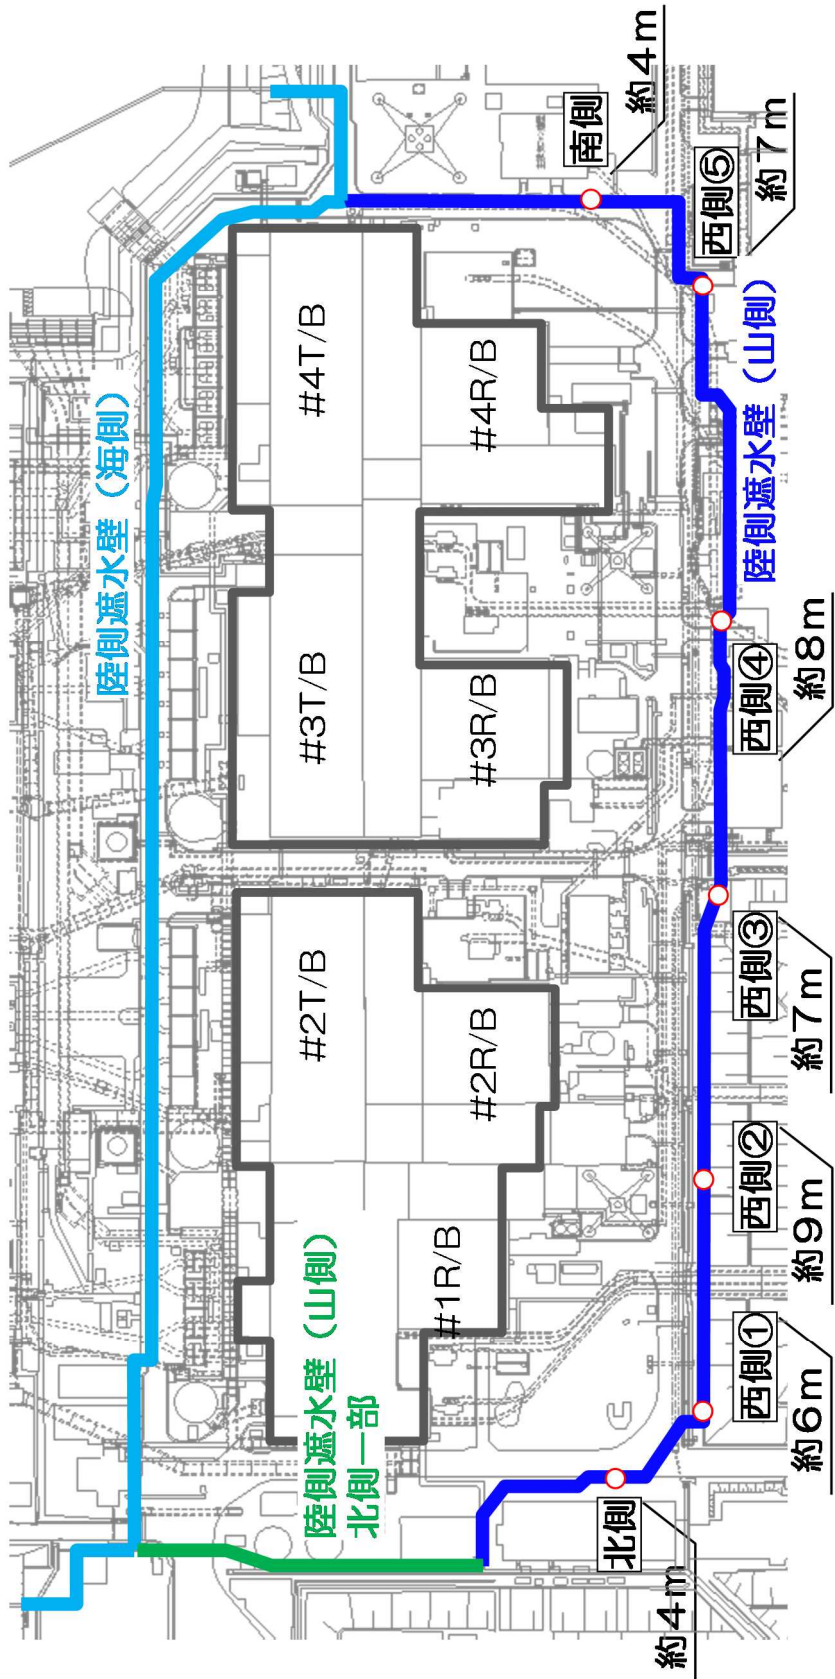 陸側遮水壁（海側）
#4T/B
#3T/B
#2T/B
#4R/B
#3R/B
#2R/B
#1R/B
陸側遮水壁（山側）
北側一部
陸側遮水壁（山側）
北側
約4m
西側①
約6m
西側②
約9m
西側③
約7m
西側④
約8m
西側⑤
約7m
南側
約4m